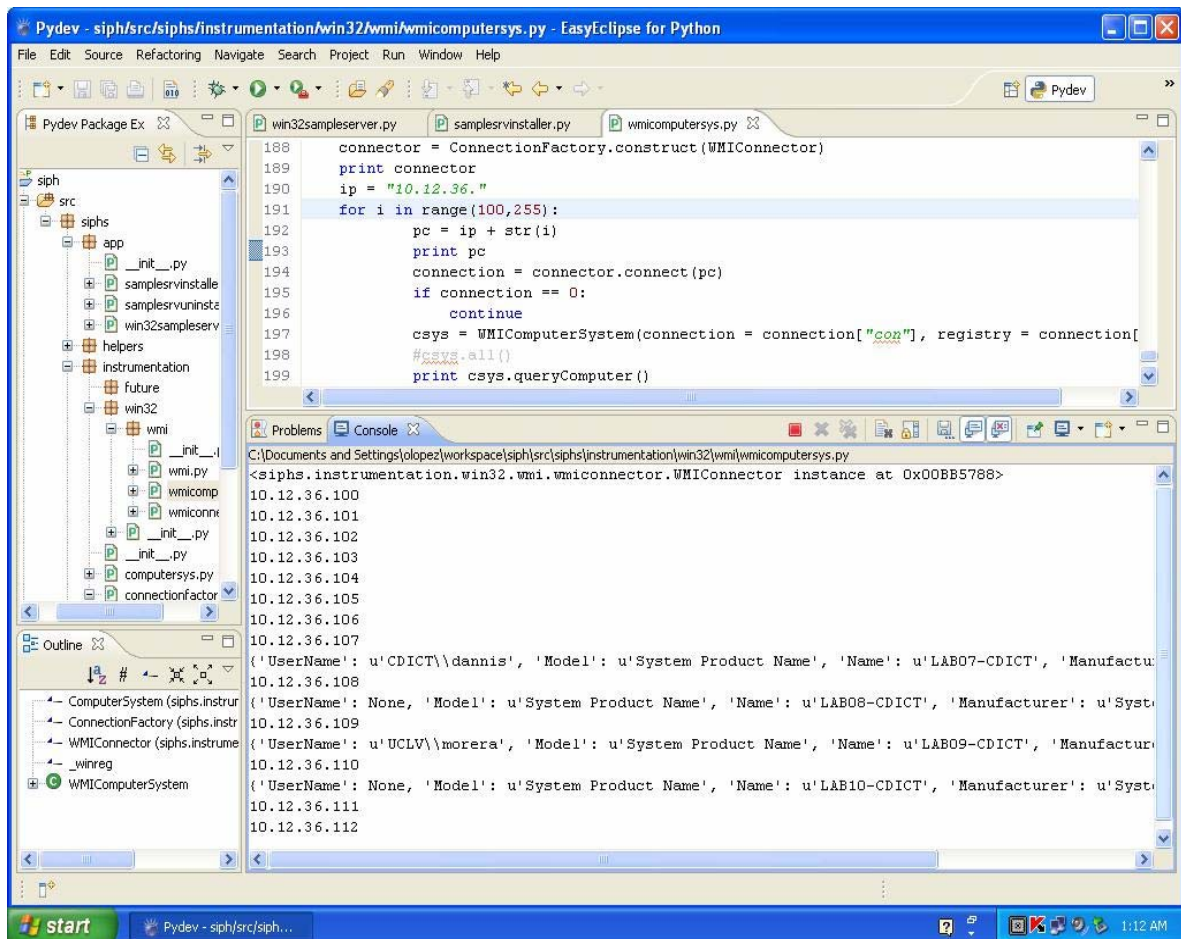 Pydev - siph/src/siphs/instrumentation/win32/wmi/wmicomputersys.py - EasyEclipse for Python
File Edit Source Refactoring Navigate Search Project Run Window Help
Pydev
Pydev Package Ex
siph
src
siphs
app
__init__.py
samplesrvinstalle
samplesrvuninsta
win32sampleserv
helpers
instrumentation
future
win32
wmi
__init__.
wmi.py
wmicomp
wmiconne
__init__.py
__init__.py
computersys.py
connectionfactor
win32sampleserver.py samplesrvinstaller.py wmicomputersys.py
188 connector = ConnectionFactory.construct(WMIConnector)
189 print connector
190 ip = "10.12.36."
191 for i in range(100,255):
192 pc = ip + str(i)
193 print pc
194 connection = connector.connect(pc)
195 if connection == 0:
196 continue
197 csys = WMIComputerSystem(connection = connection["con"], registry = connection[
198 #csys.all()
199 print csys.queryComputer()
Problems Console
C:\Documents and Settings\olopez\workspace\siph\src\siphs\instrumentation\win32\wmi\wmicomputersys.py
<siphs.instrumentation.win32.wmi.wmiconnector.WMIConnector instance at 0x00BB5788>
10.12.36.100
10.12.36.101
10.12.36.102
10.12.36.103
10.12.36.104
10.12.36.105
10.12.36.106
10.12.36.107
{'UserName': u'CDICT\\dannis', 'Model': u'System Product Name', 'Name': u'LAB07-CDICT', 'Manufactu
10.12.36.108
{'UserName': None, 'Model': u'System Product Name', 'Name': u'LAB08-CDICT', 'Manufacturer': u'Syst
10.12.36.109
{'UserName': u'UCLV\\morera', 'Model': u'System Product Name', 'Name': u'LAB09-CDICT', 'Manufactur
10.12.36.110
{'UserName': None, 'Model': u'System Product Name', 'Name': u'LAB10-CDICT', 'Manufacturer': u'Syst
10.12.36.111
10.12.36.112
Outline
ComputerSystem (siphs.instrur
ConnectionFactory (siphs.instr
WMIConnector (siphs.instrume
_winreg
WMIComputerSystem
start
Pydev - siph/src/siph...
1:12 AM